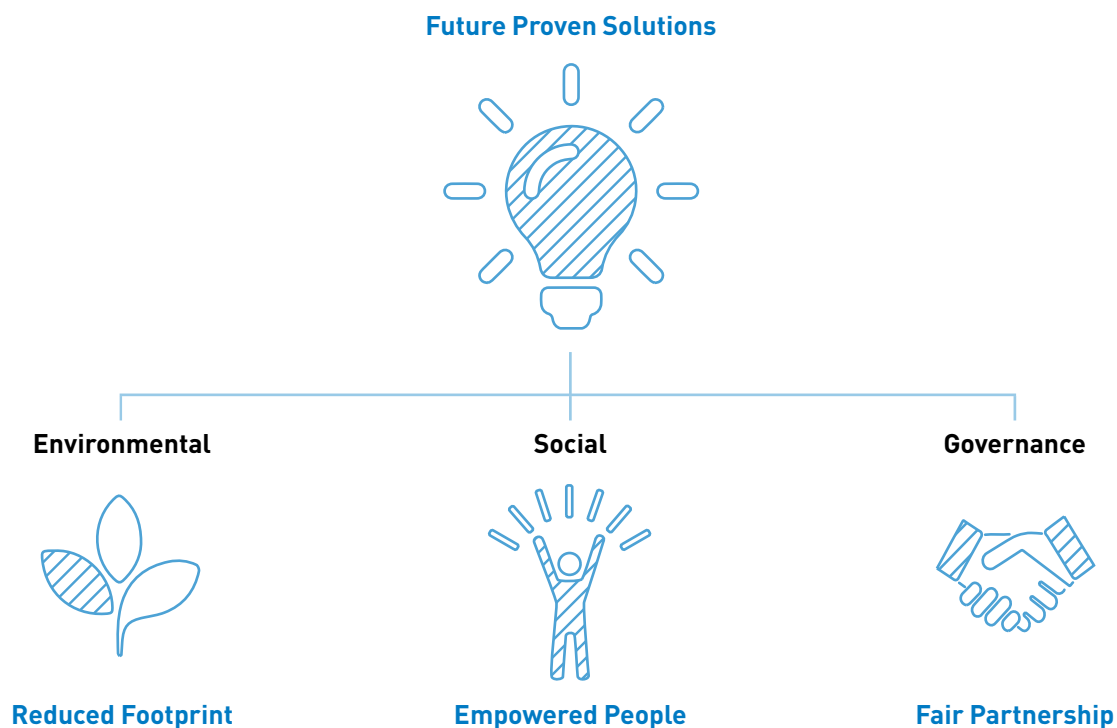 Future Proven Solutions
Environmental
Social
Governance
Reduced Footprint
Empowered People
Fair Partnership